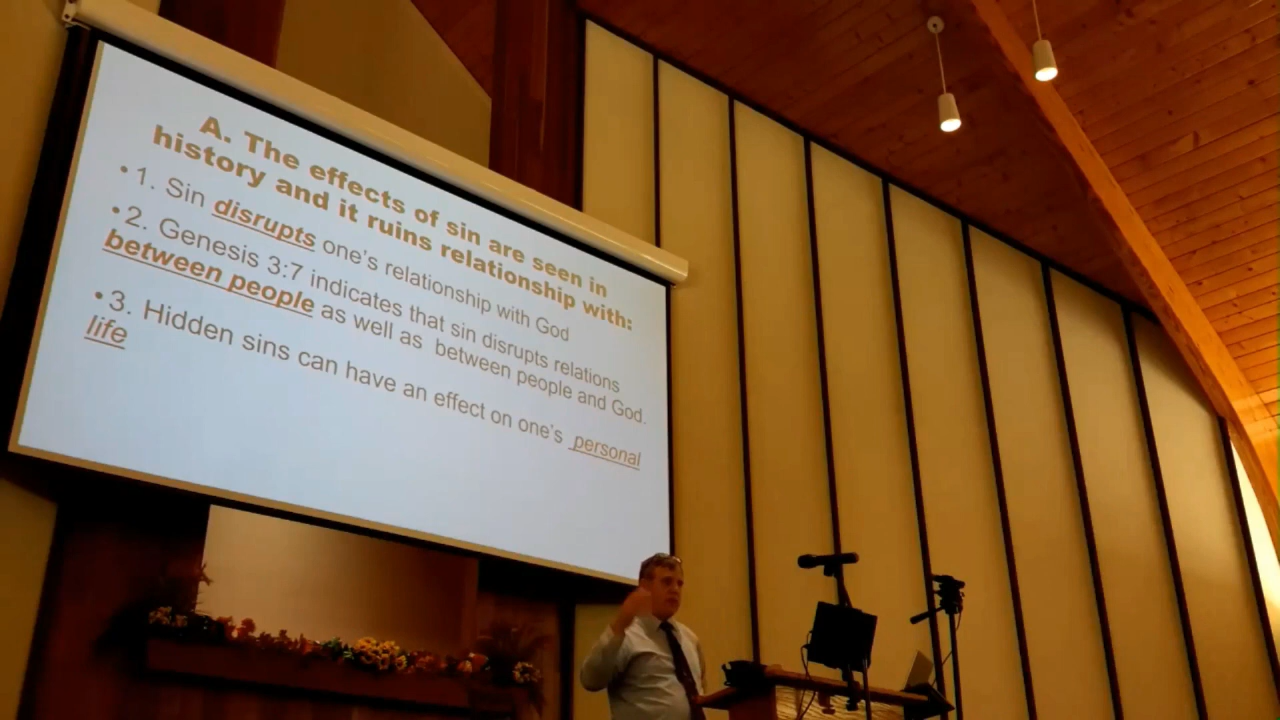 A. The effects of sin are seen in
history and it ruins relationship with:
•1. Sin disrupts one's relationship with God
•2. Genesis 3:7 indicates that sin disrupts relations
between people as well as between people and God.
•3. Hidden sins can have an effect on one's personal
life